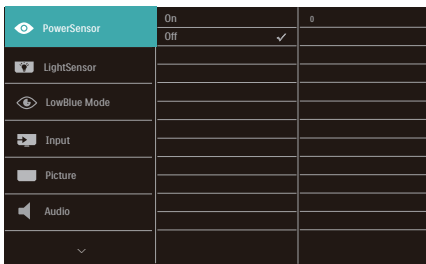 PowerSensor
On
0
Off
LightSensor
LowBlue Mode
Input
Picture
Audio